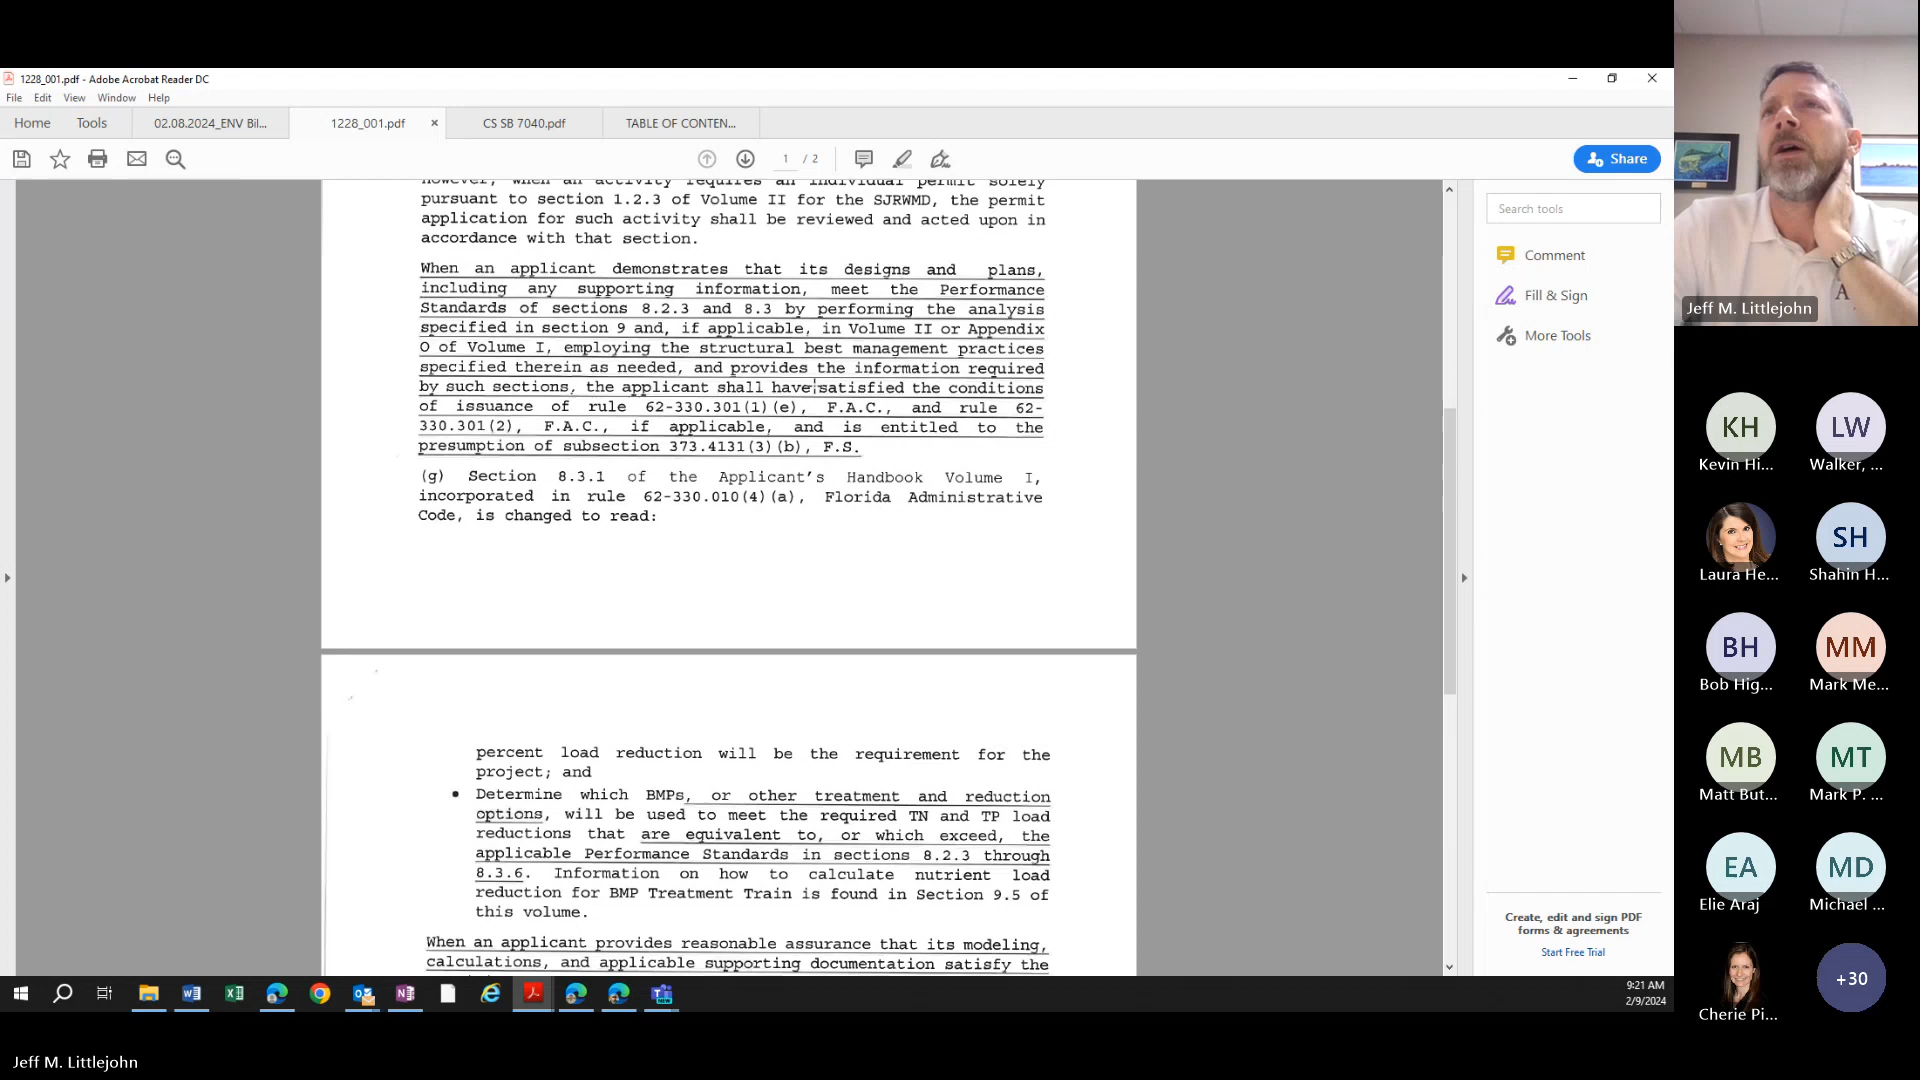 1228_001.pdf - Adobe Acrobat Reader DC
File Edit View Window Help
Home Tools 02.08.2024_ENV Bil... 1228_001.pdf × CS SB 7040.pdf TABLE OF CONTEN...
1 / 2
Share
however, when an activity requires an individual permit solely
pursuant to section 1.2.3 of Volume II for the SJRWMD, the permit
application for such activity shall be reviewed and acted upon in
accordance with that section.
When an applicant demonstrates that its designs and plans,
including any supporting information, meet the Performance
Standards of sections 8.2.3 and 8.3 by performing the analysis
specified in section 9 and, if applicable, in Volume II or Appendix
O of Volume I, employing the structural best management practices
specified therein as needed, and provides the information required
by such sections, the applicant shall have satisfied the conditions
of issuance of rule 62-330.301(1)(e), F.A.C., and rule 62-
330.301(2), F.A.C., if applicable, and is entitled to the
presumption of subsection 373.4131(3)(b), F.S.
(g) Section 8.3.1 of the Applicant's Handbook Volume I,
incorporated in rule 62-330.010(4)(a), Florida Administrative
Code, is changed to read:
percent load reduction will be the requirement for the
project; and
• Determine which BMPs, or other treatment and reduction
options, will be used to meet the required TN and TP load
reductions that are equivalent to, or which exceed, the
applicable Performance Standards in sections 8.2.3 through
8.3.6. Information on how to calculate nutrient load
reduction for BMP Treatment Train is found in Section 9.5 of
this volume.
When an applicant provides reasonable assurance that its modeling,
calculations, and applicable supporting documentation satisfy the
Search tools
Comment
Fill & Sign
More Tools
Create, edit and sign PDF
forms & agreements
Start Free Trial
9:21 AM
2/9/2024
Jeff M. Littlejohn
A
Jeff M. Littlejohn
KH LW
Kevin Hi... Walker, ...
SH
Laura He... Shahin H...
BH MM
Bob Hig... Mark Me...
MB MT
Matt But... Mark P. ...
EA MD
Elie Araj Michael ...
+30
Cherie Pi...